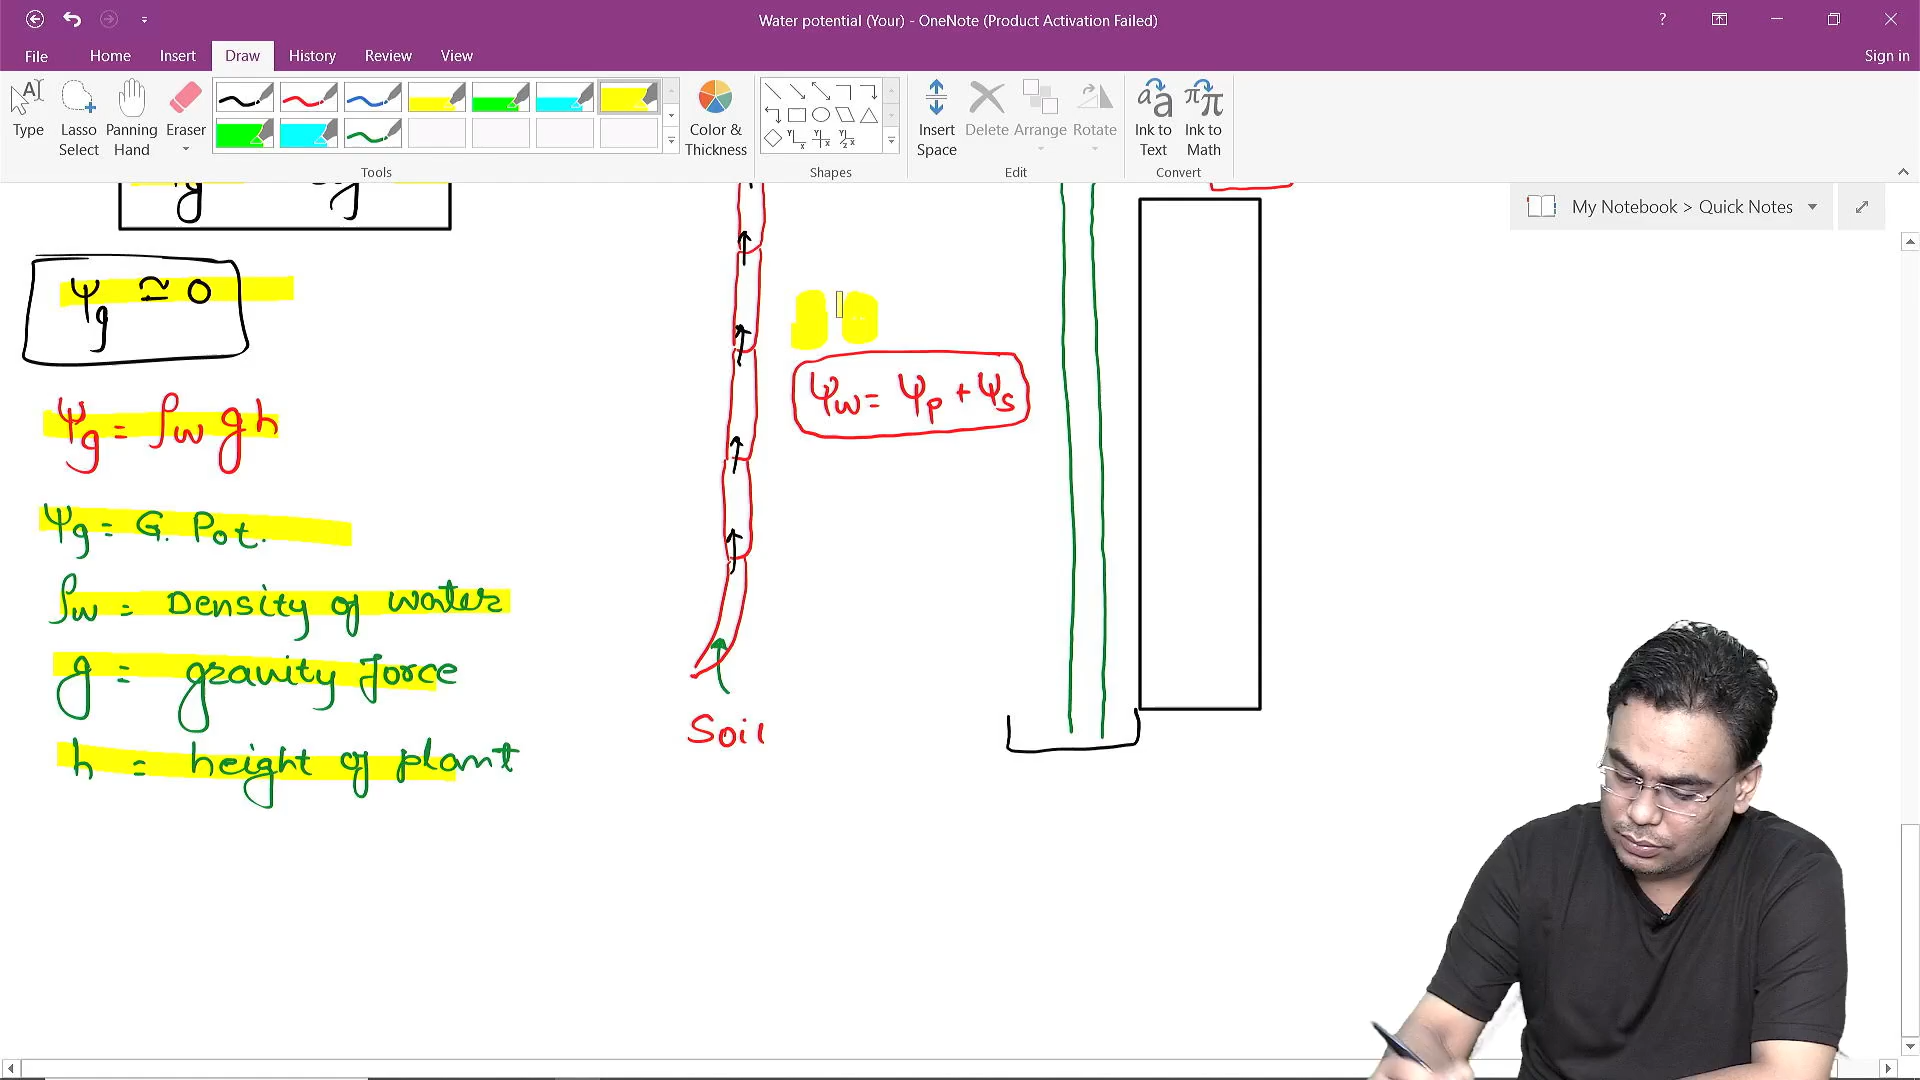 Water potential (Your) - OneNote (Product Activation Failed)
?
File Home Insert Draw History Review View
Sign in
Type
Lasso Select
Panning Hand
Eraser
Color & Thickness
Insert Space
Delete
Arrange
Rotate
Ink to Text
Ink to Math
Tools
Shapes
Edit
Convert
My Notebook > Quick Notes
Ψg ≃ 0
Ψg = ρw g h
Ψg = G. Pot.
ρw = Density of water
g = gravity force
h = height of plant
Ψw = Ψp + Ψs
Soil